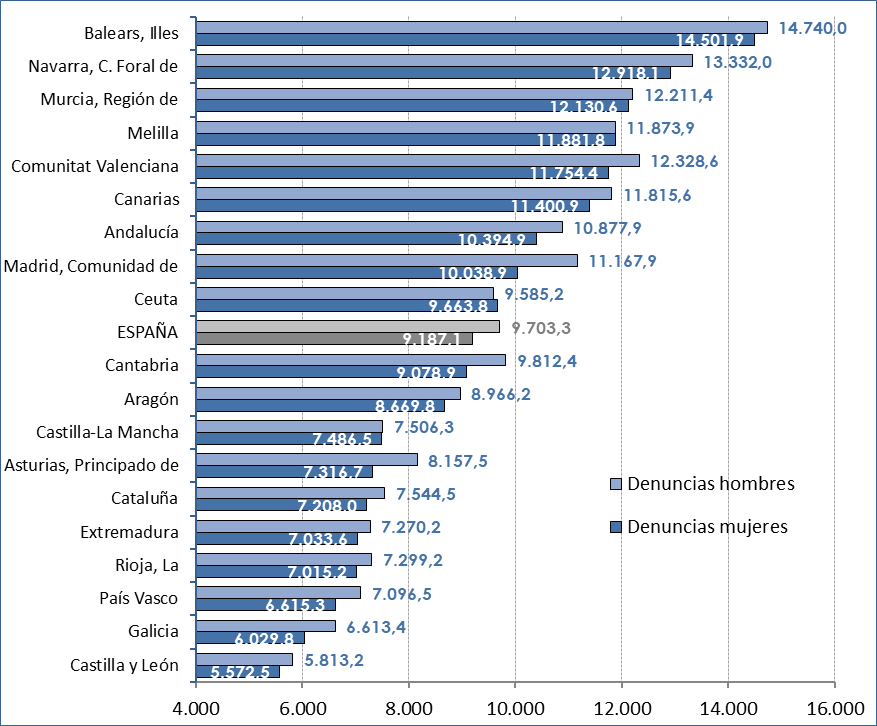 Balears, Illes 14.740,0
14.501,9
Navarra, C. Foral de 13.332,0
12.918,1
Murcia, Región de 12.211,4
12.130,6
Melilla 11.873,9
11.881,8
Comunitat Valenciana 12.328,6
11.754,4
Canarias 11.815,6
11.400,9
Andalucía 10.877,9
10.394,9
Madrid, Comunidad de 11.167,9
10.038,9
Ceuta 9.585,2
9.663,8
ESPAÑA 9.703,3
9.187,1
Cantabria 9.812,4
9.078,9
Aragón 8.966,2
8.669,8
Castilla-La Mancha 7.506,3
7.486,5
Asturias, Principado de 8.157,5
7.316,7
Cataluña 7.544,5
7.208,0
Extremadura 7.270,2
7.033,6
Rioja, La 7.299,2
7.015,2
País Vasco 7.096,5
6.615,3
Galicia 6.613,4
6.029,8
Castilla y León 5.813,2
5.572,5
Denuncias hombres
Denuncias mujeres
4.000 6.000 8.000 10.000 12.000 14.000 16.000